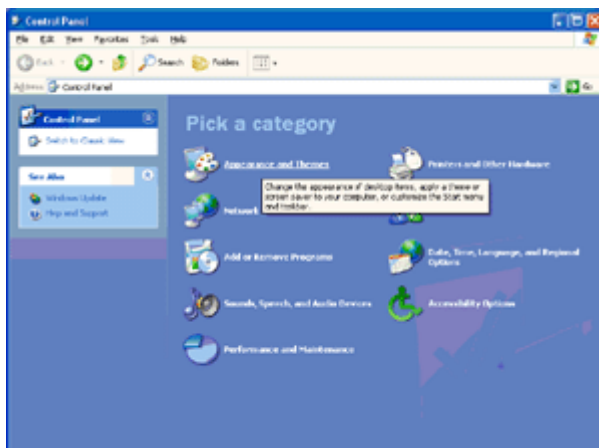 Control Panel
File Edit View Favorites Tools Help
Back Search Folders
Address Control Panel Go
Control Panel
Switch to Classic View
See Also
Windows Update
Help and Support
Pick a category
Appearance and Themes
Printers and Other Hardware
Change the appearance of desktop items, apply a theme or
screen saver to your computer, or customize the Start menu
and taskbar.
Network
Add or Remove Programs
Date, Time, Language, and Regional
Options
Sounds, Speech, and Audio Devices
Accessibility Options
Performance and Maintenance